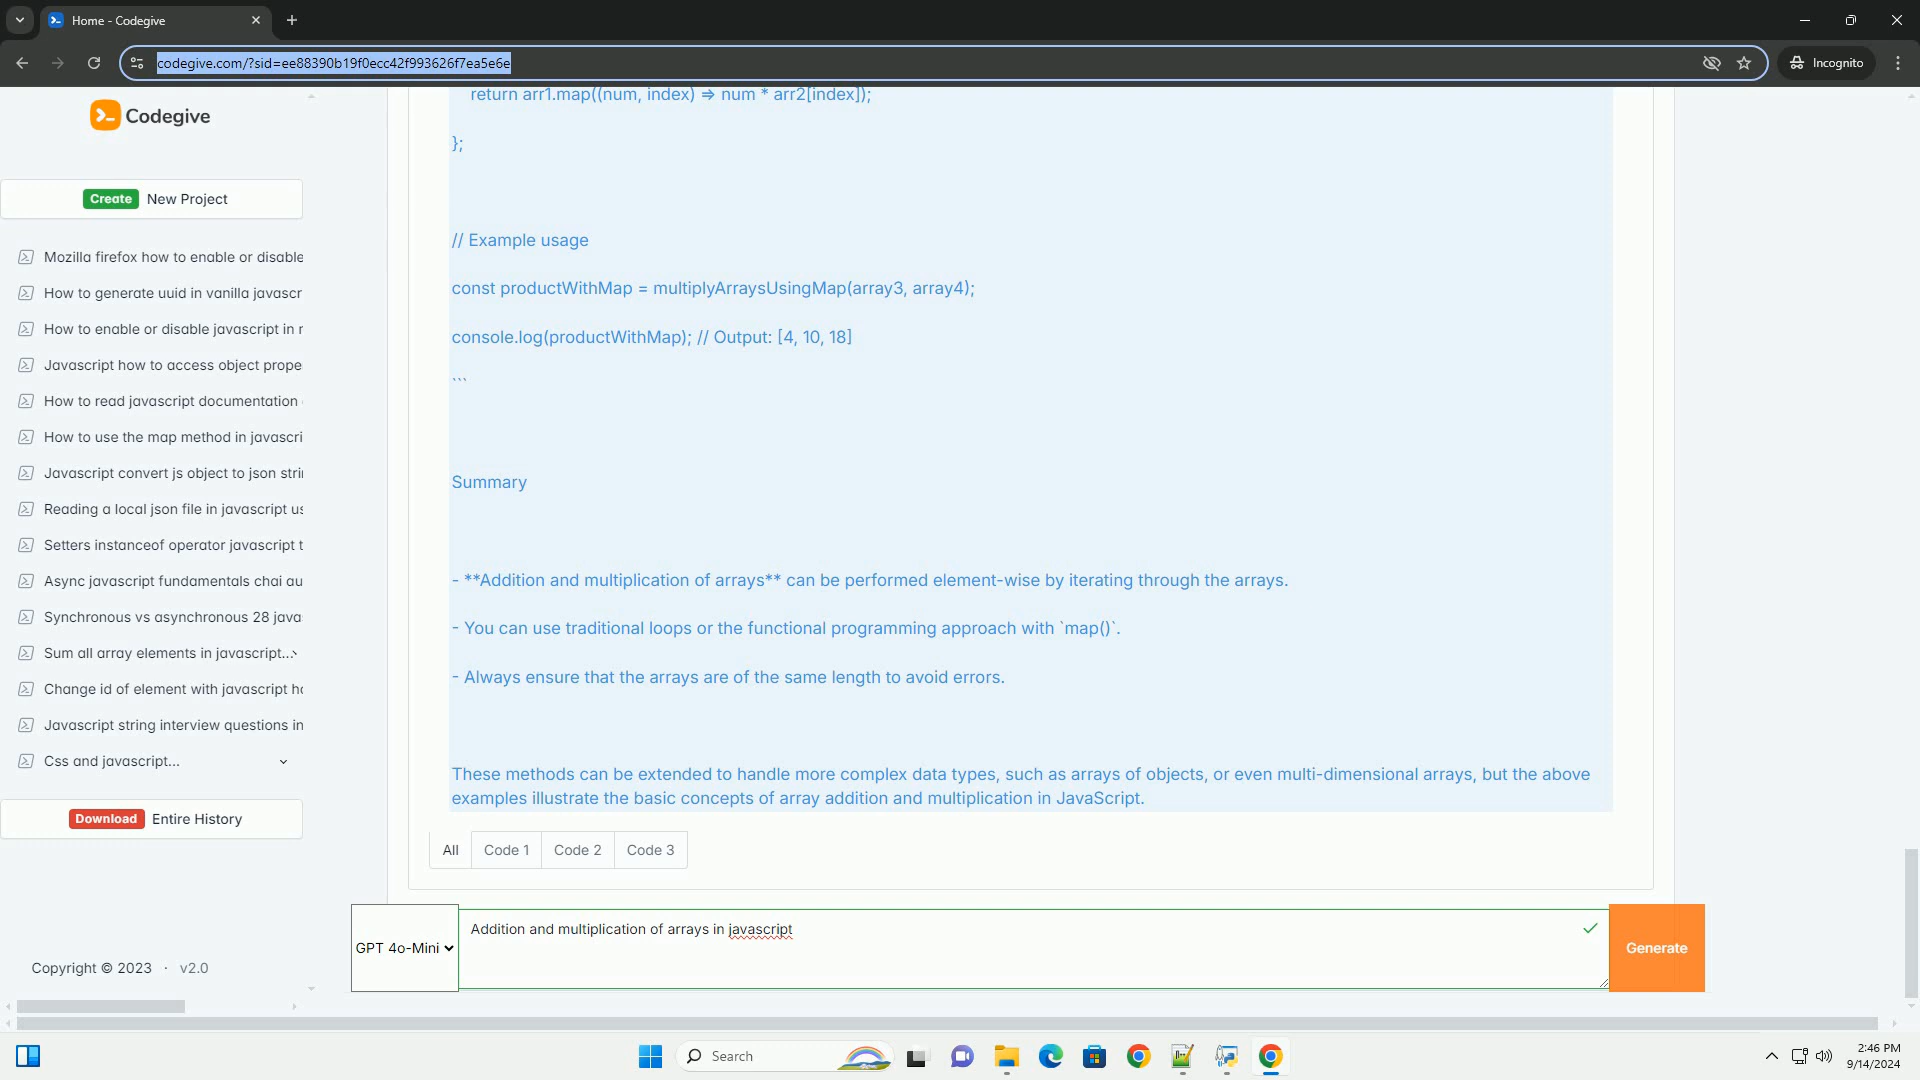 Home - Codegive
codegive.com/?sid=ee88390b19f0ecc42f993626f7ea5e6e
Incognito
Codegive
Create New Project
Mozilla firefox how to enable or disable
How to generate uuid in vanilla javascr
How to enable or disable javascript in r
Javascript how to access object prope
How to read javascript documentation
How to use the map method in javascri
Javascript convert js object to json stri
Reading a local json file in javascript us
Setters instanceof operator javascript t
Async javascript fundamentals chai au
Synchronous vs asynchronous 28 java
Sum all array elements in javascript...
Change id of element with javascript h
Javascript string interview questions in
Css and javascript...
Download Entire History
Copyright © 2023 · v2.0
return arr1.map((num, index) => num * arr2[index]);
};
// Example usage
const productWithMap = multiplyArraysUsingMap(array3, array4);
console.log(productWithMap); // Output: [4, 10, 18]
```
Summary
- **Addition and multiplication of arrays** can be performed element-wise by iterating through the arrays.
- You can use traditional loops or the functional programming approach with `map()`.
- Always ensure that the arrays are of the same length to avoid errors.
These methods can be extended to handle more complex data types, such as arrays of objects, or even multi-dimensional arrays, but the above
examples illustrate the basic concepts of array addition and multiplication in JavaScript.
All Code 1 Code 2 Code 3
GPT 4o-Mini
Addition and multiplication of arrays in javascript
Generate
Search
2:46 PM
9/14/2024